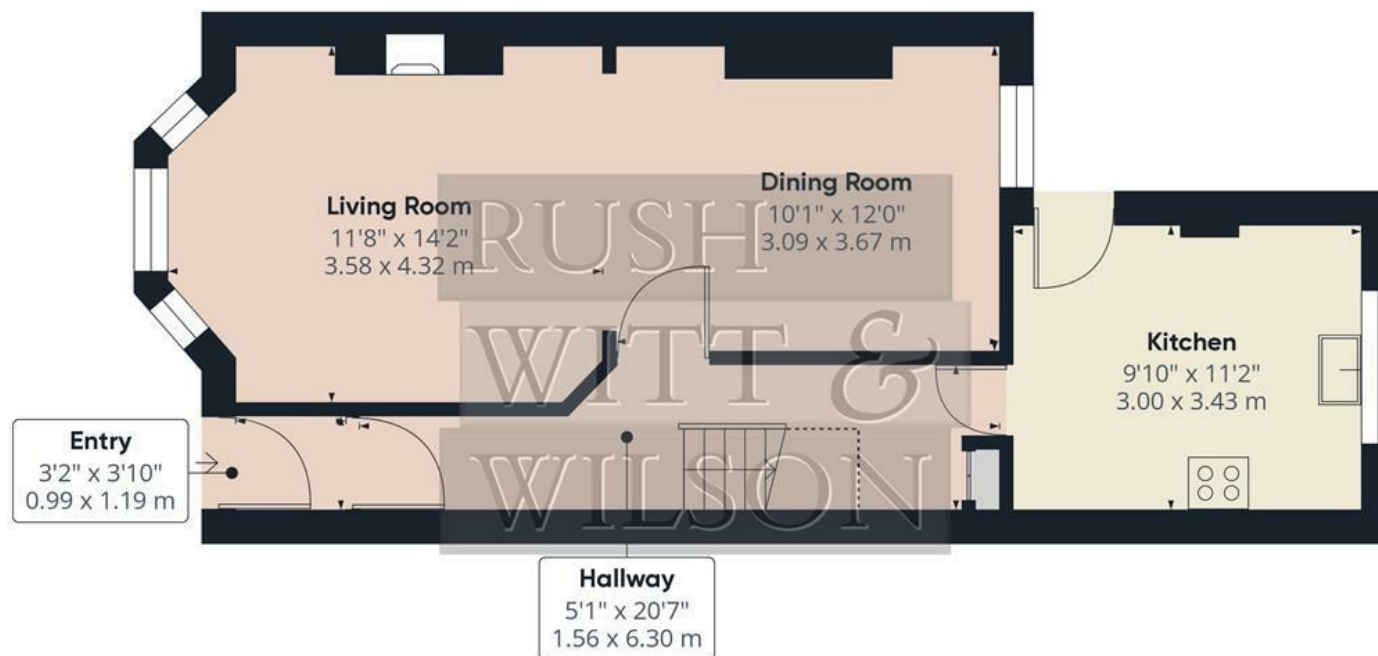 Living Room
11'8" x 14'2"
3.58 x 4.32 m
Dining Room
10'1" x 12'0"
3.09 x 3.67 m
Kitchen
9'10" x 11'2"
3.00 x 3.43 m
Entry
3'2" x 3'10"
0.99 x 1.19 m
Hallway
5'1" x 20'7"
1.56 x 6.30 m
RUSH
WITT &
WILSON